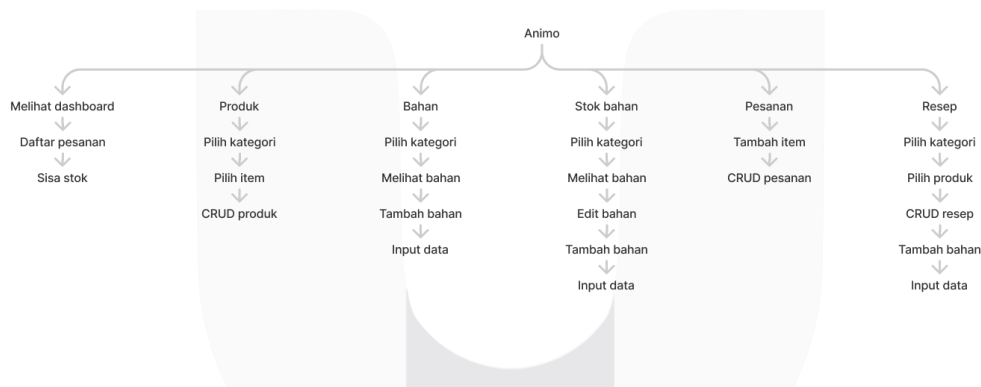 Animo
Melihat dashboard
Daftar pesanan
Sisa stok
Produk
Pilih kategori
Pilih item
CRUD produk
Bahan
Pilih kategori
Melihat bahan
Tambah bahan
Input data
Stok bahan
Pilih kategori
Melihat bahan
Edit bahan
Tambah bahan
Input data
Pesanan
Tambah item
CRUD pesanan
Resep
Pilih kategori
Pilih produk
CRUD resep
Tambah bahan
Input data